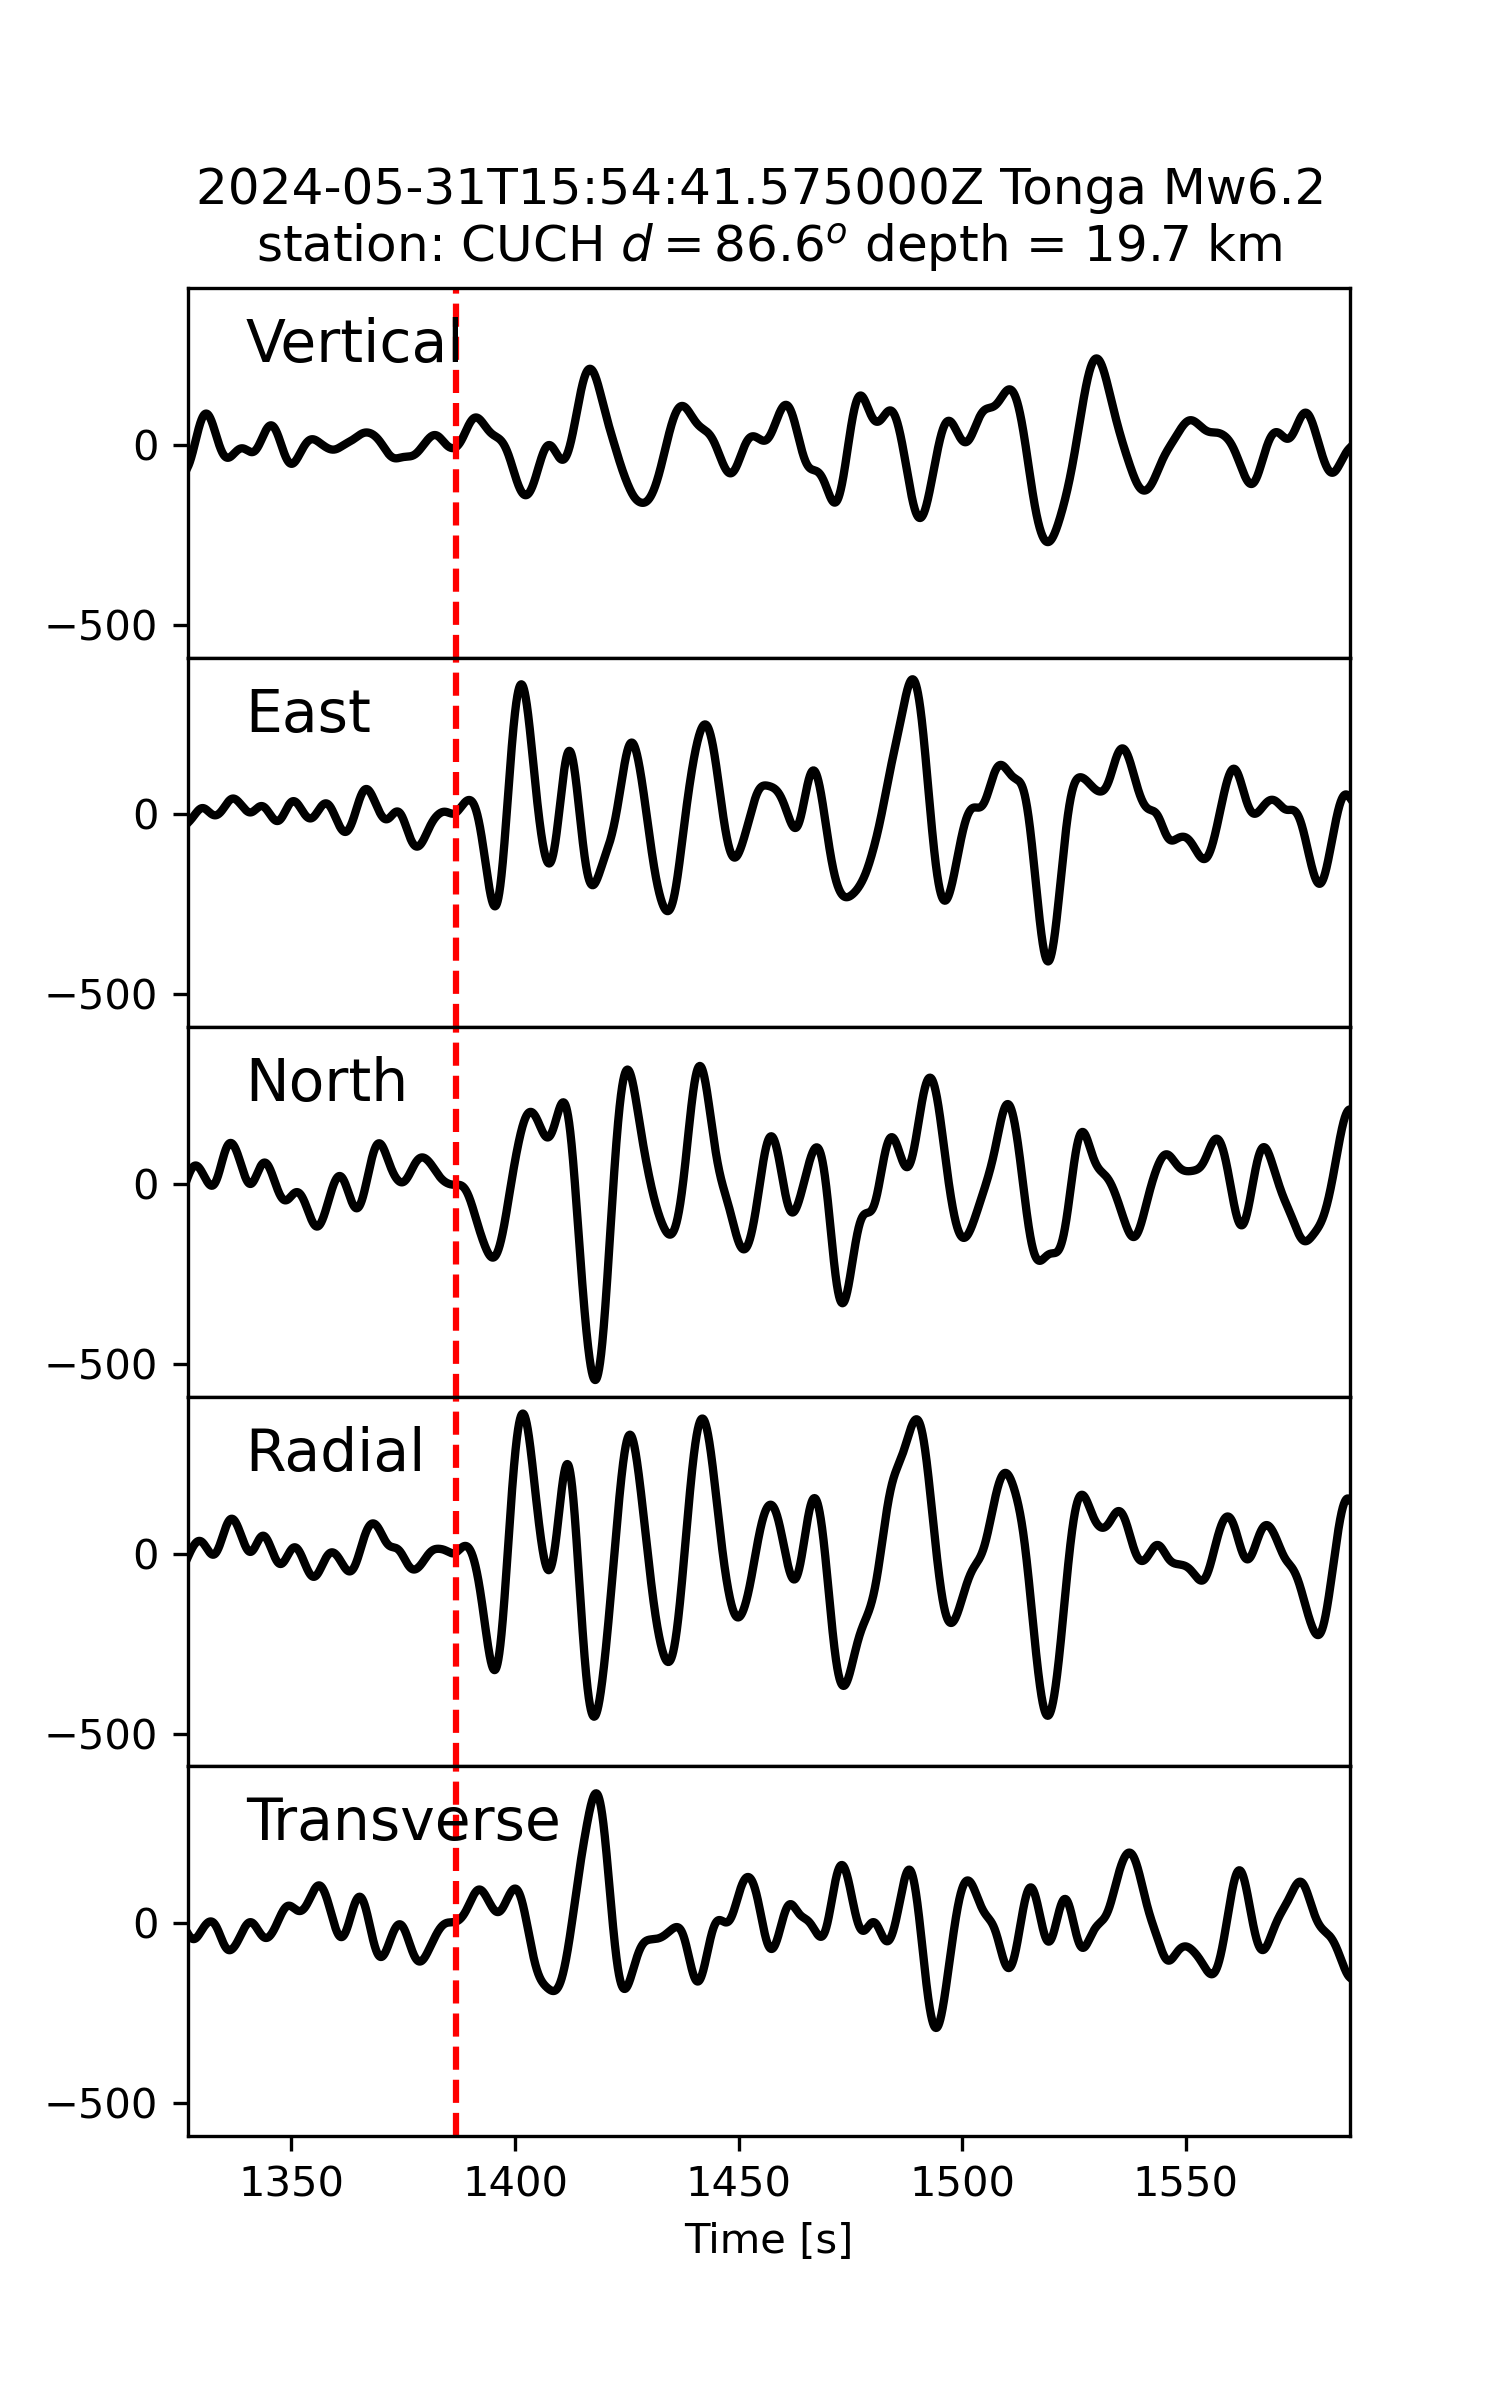 2024-05-31T15:54:41.575000Z Tonga Mw6.2
station: CUCH d = 86.6° depth = 19.7 km
Vertical
0
−500
East
0
−500
North
0
−500
Radial
0
−500
Transverse
0
−500
1350 1400 1450 1500 1550
Time [s]